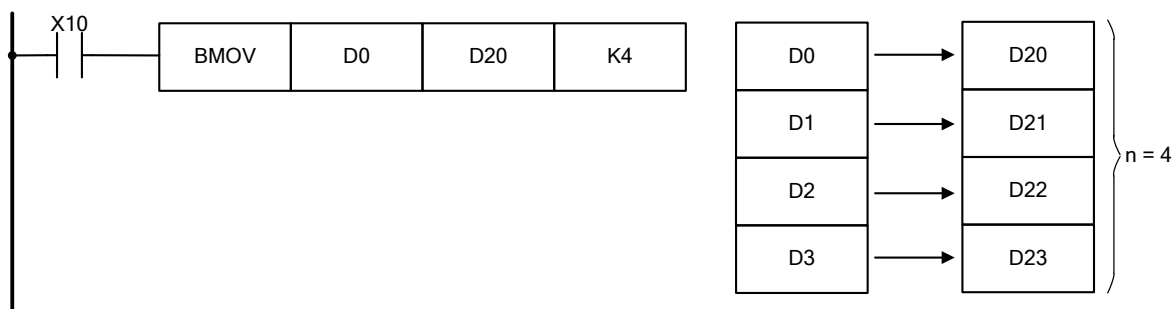 X10
BMOV D0 D20 K4
D0 D20
D1 D21
D2 D22
D3 D23
n = 4